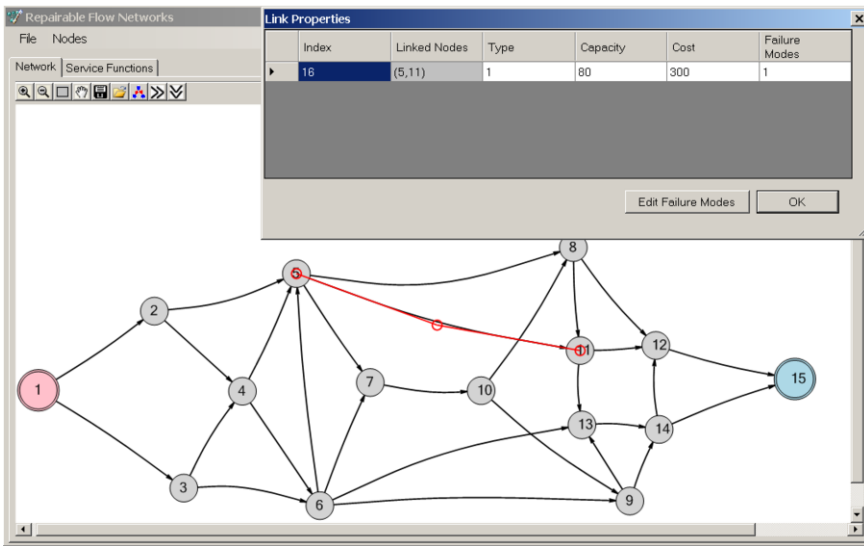 Repairable Flow Networks
File Nodes
Network Service Functions
Link Properties
Index Linked Nodes Type Capacity Cost Failure Modes
16 (5,11) 1 80 300 1
Edit Failure Modes OK
8
5
2
11
12
15
7
1
4
10
13
14
3
6
9